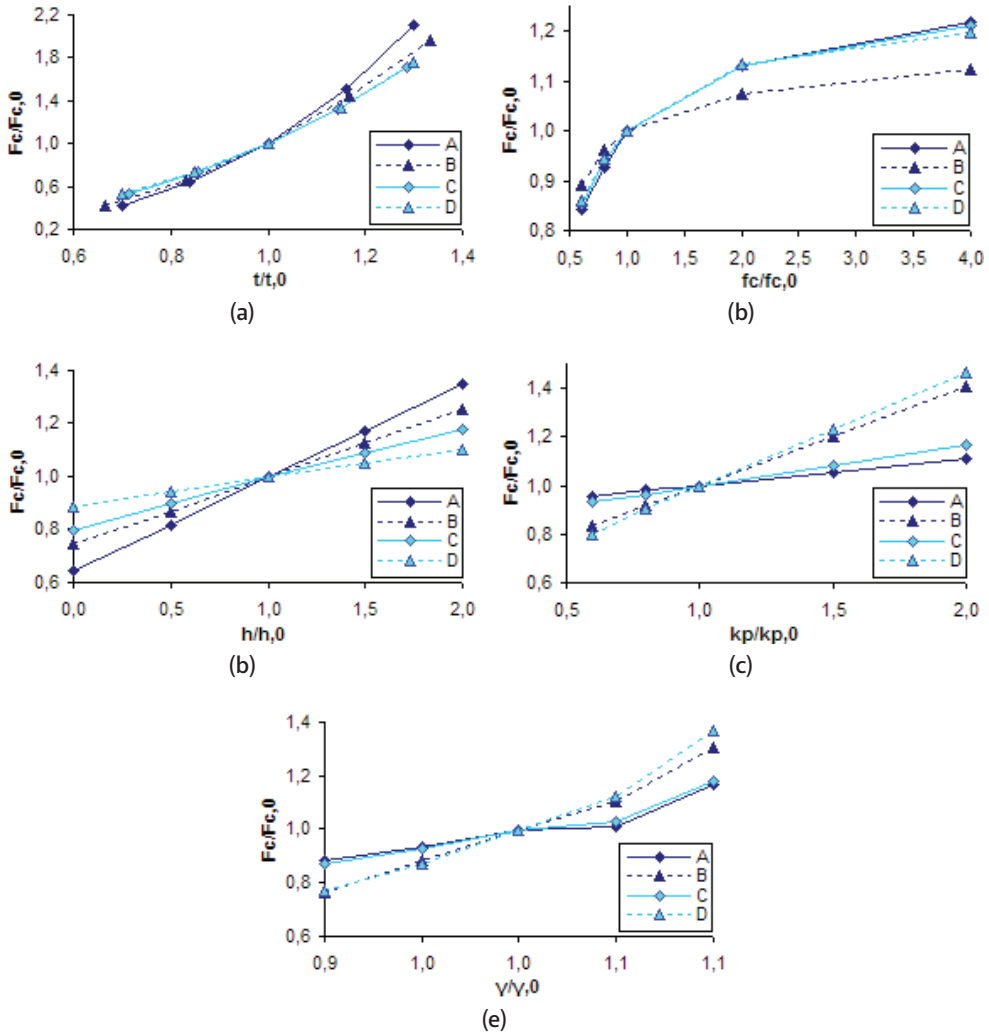 2,2
1,8
1,4
1,0
0,6
0,2
Fc/Fc,0
0,6 0,8 1,0 1,2 1,4
t/t,0
A
B
C
D
(a)
1,2
1,1
1,0
0,9
0,8
Fc/Fc,0
0,5 1,0 1,5 2,0 2,5 3,0 3,5 4,0
fc/fc,0
A
B
C
D
(b)
1,4
1,2
1,0
0,8
0,6
Fc/Fc,0
0,0 0,5 1,0 1,5 2,0
h/h,0
A
B
C
D
(b)
1,4
1,2
1,0
0,8
0,6
Fc/Fc,0
0,5 1,0 1,5 2,0
kp/kp,0
A
B
C
D
(c)
1,4
1,2
1,0
0,8
0,6
Fc/Fc,0
0,9 1,0 1,0 1,1 1,1
γ/γ,0
A
B
C
D
(e)